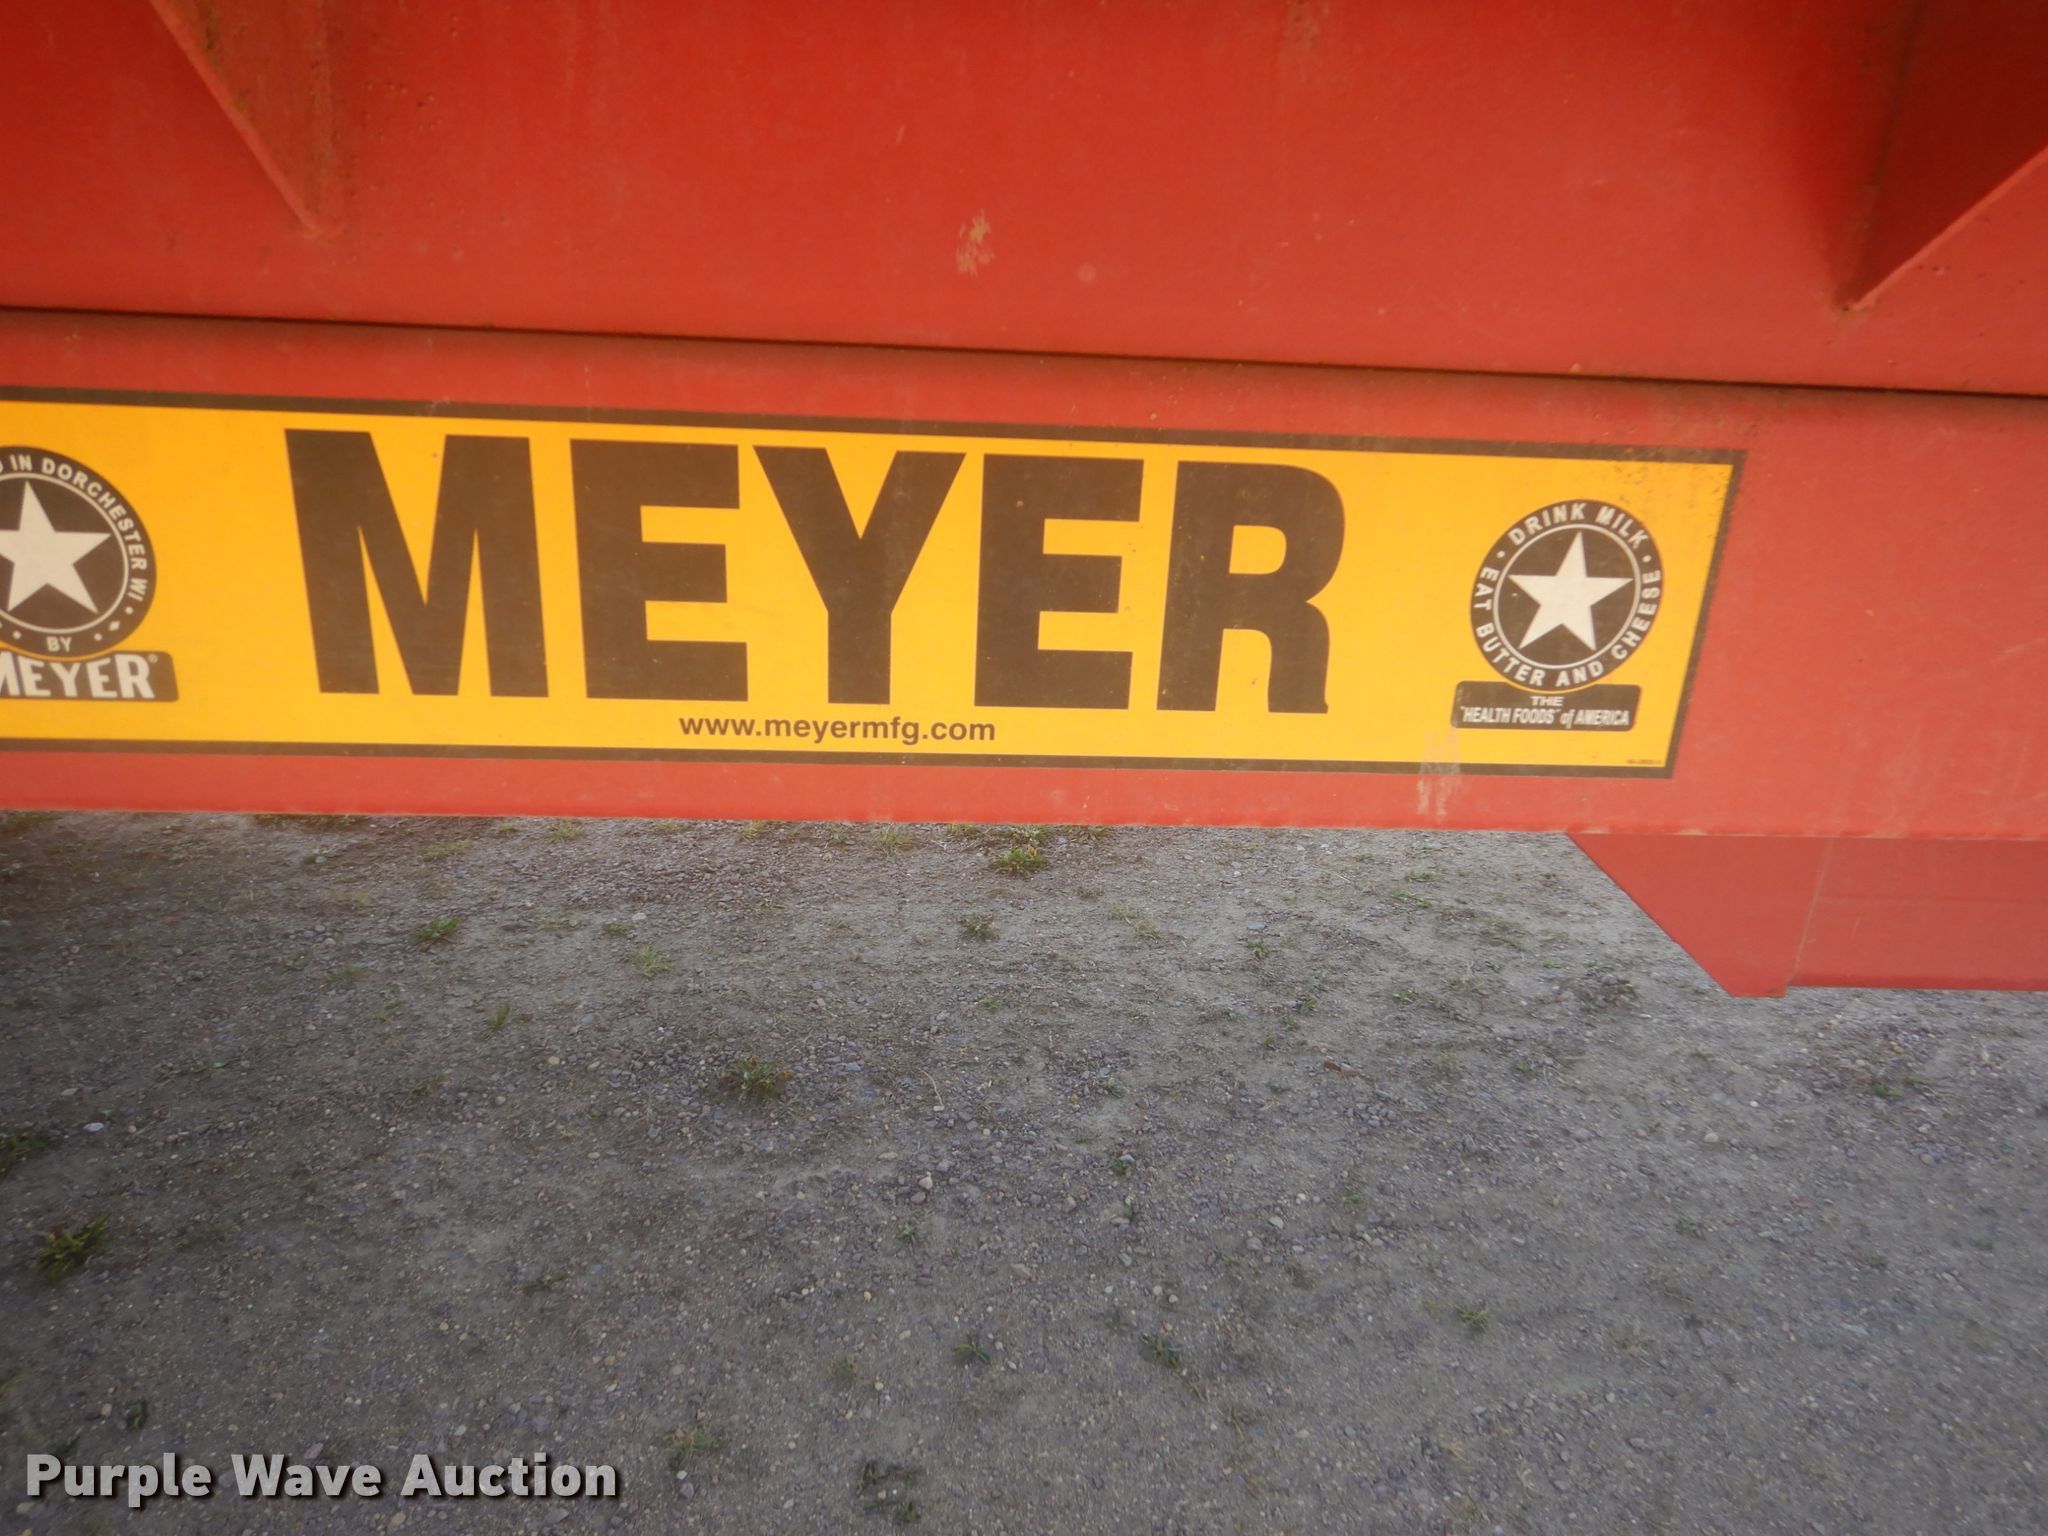 IN DORCHESTER WI
BY
MEYER®
MEYER
www.meyermfg.com
• DRINK MILK •
EAT BUTTER AND CHEESE
THE
"HEALTH FOODS" of AMERICA
Purple Wave Auction